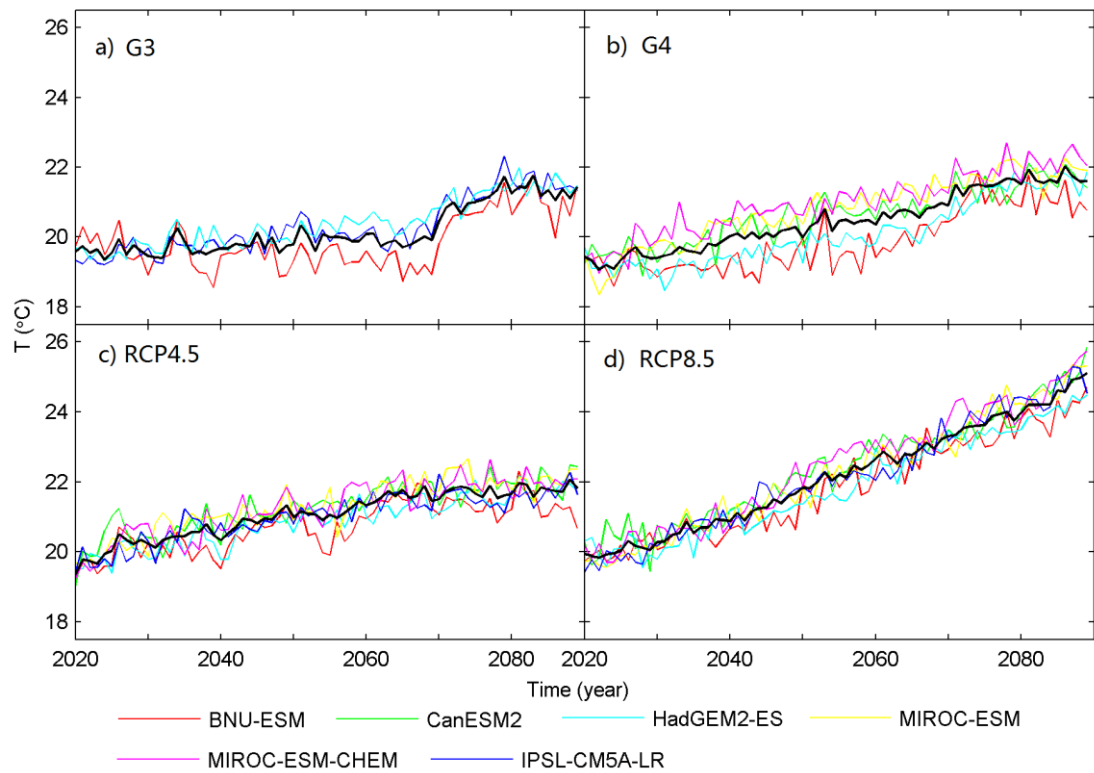 26
24
22
20
18
a) G3
b) G4
T (°C)
26
24
22
20
18
c) RCP4.5
d) RCP8.5
2020 2040 2060 2080 2020 2040 2060 2080
Time (year)
BNU-ESM CanESM2 HadGEM2-ES MIROC-ESM
MIROC-ESM-CHEM IPSL-CM5A-LR